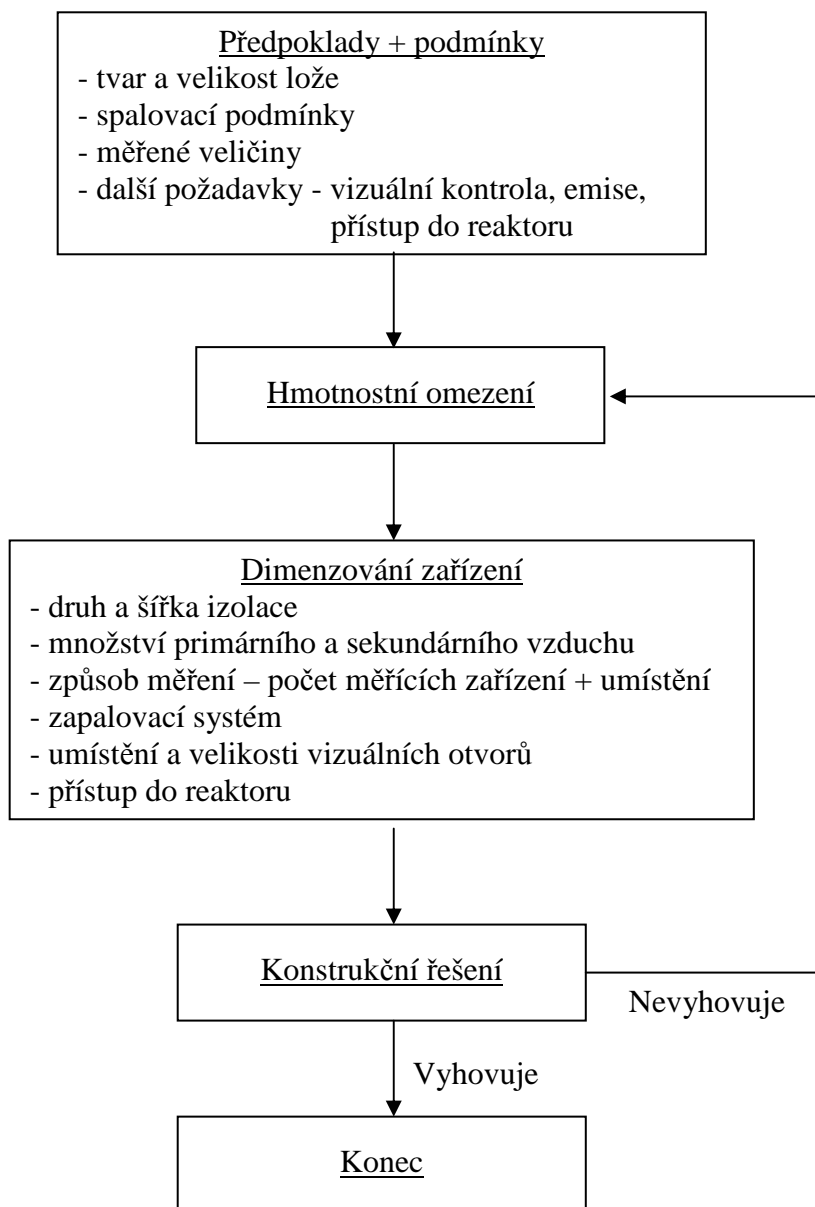 Předpoklady + podmínky
- tvar a velikost lože
- spalovací podmínky
- měřené veličiny
- další požadavky - vizuální kontrola, emise,
přístup do reaktoru
Hmotnostní omezení
Dimenzování zařízení
- druh a šířka izolace
- množství primárního a sekundárního vzduchu
- způsob měření – počet měřících zařízení + umístění
- zapalovací systém
- umístění a velikosti vizuálních otvorů
- přístup do reaktoru
Konstrukční řešení
Nevyhovuje
Vyhovuje
Konec